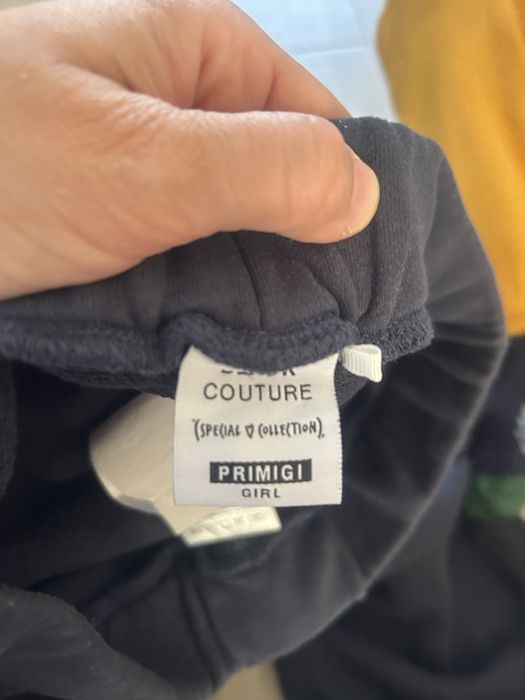 COUTURE
(SPECIAL ♡ COLLECTION)
PRIMIGI
GIRL